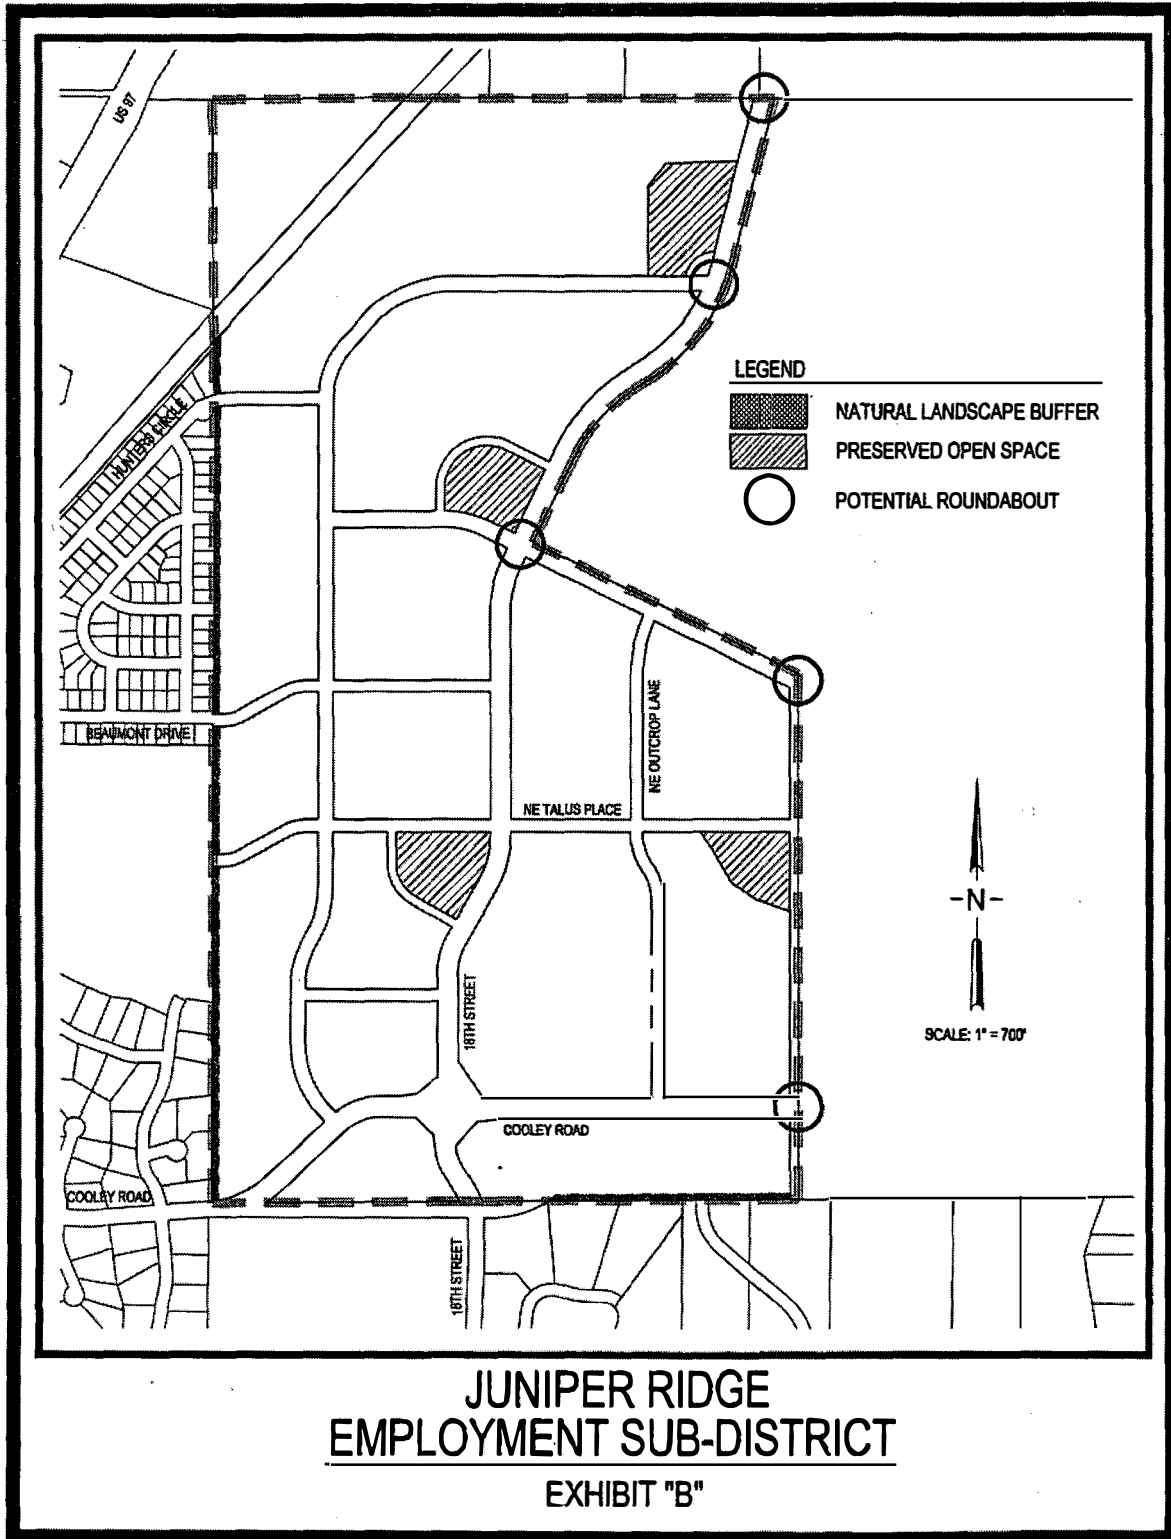 US 97
HUNTERS CIRCLE
LEGEND
NATURAL LANDSCAPE BUFFER
PRESERVED OPEN SPACE
POTENTIAL ROUNDABOUT
BEAUMONT DRIVE
NE OUTCROP LANE
NE TALUS PLACE
-N-
SCALE: 1" = 700'
18TH STREET
COOLEY ROAD
COOLEY ROAD
18TH STREET
JUNIPER RIDGE
EMPLOYMENT SUB-DISTRICT
EXHIBIT "B"